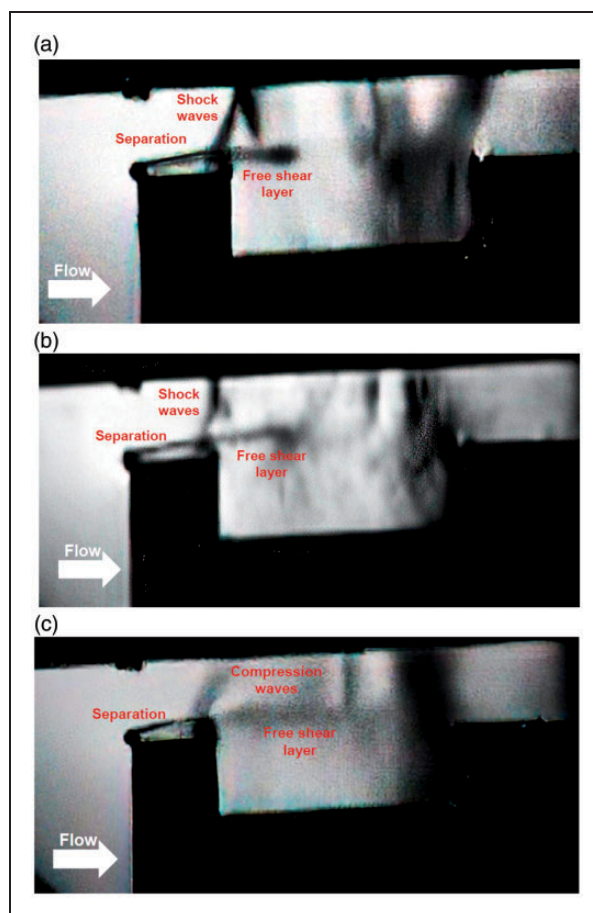 (a)
Shock
waves
Separation
Free shear
layer
Flow
(b)
Shock
waves
Separation
Free shear
layer
Flow
(c)
Compression
waves
Separation
Free shear
layer
Flow